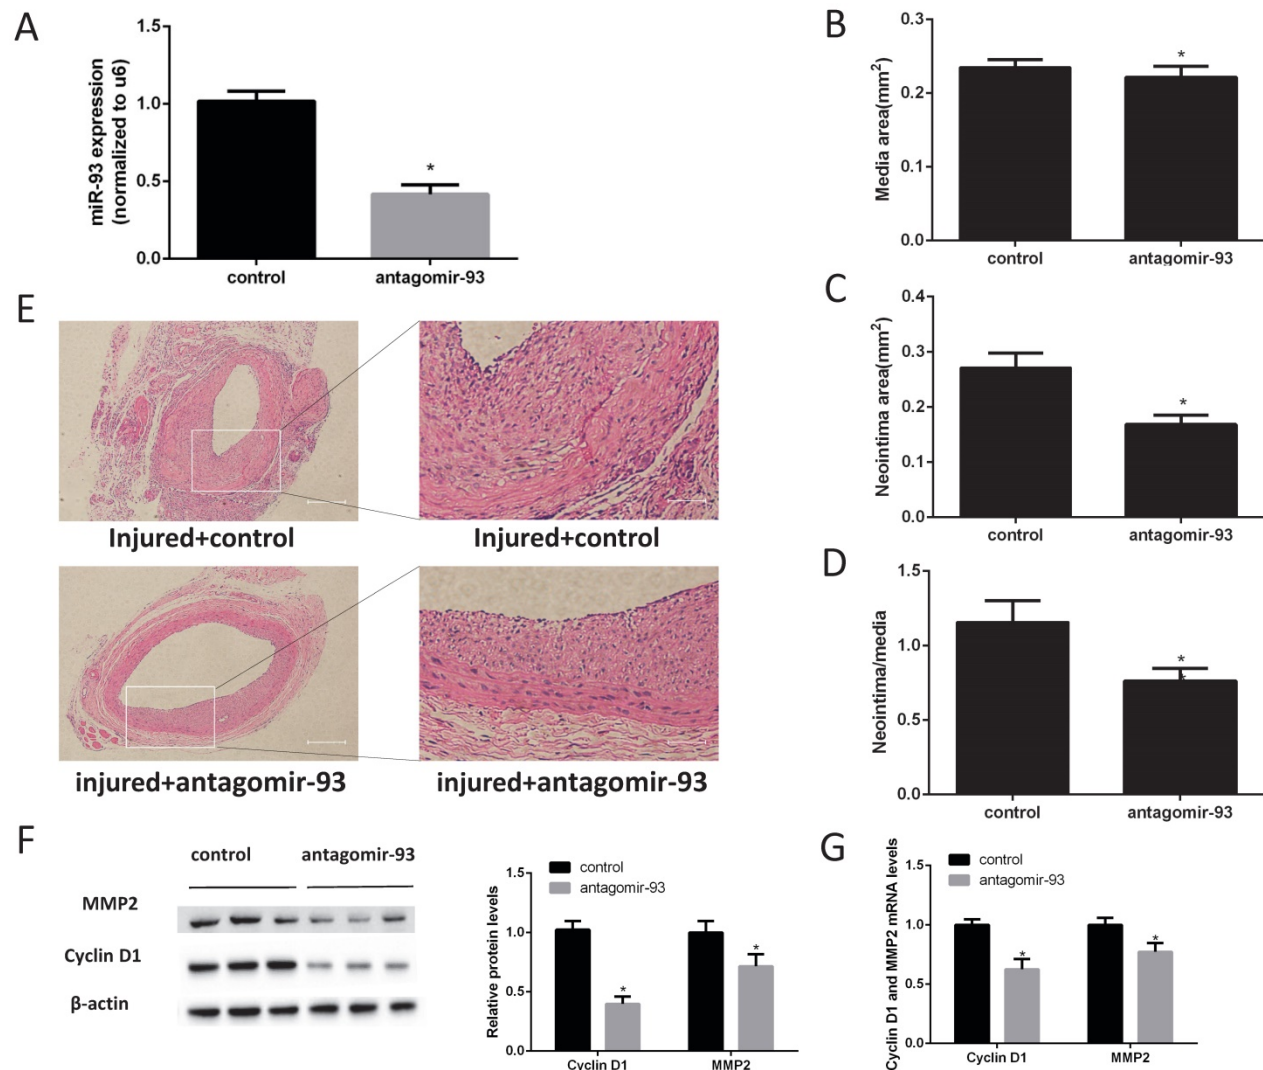 A
1.5
1.0
0.5
0.0
miR-93 expression
(normalized to u6)
*
control
antagomir-93
B
0.3
0.2
0.1
0.0
Media area(mm²)
*
control
antagomir-93
C
0.4
0.3
0.2
0.1
0.0
Neointima area(mm²)
*
control
antagomir-93
D
1.5
1.0
0.5
0.0
Neointima/media
*
*
control
antagomir-93
E
Injured+control
Injured+control
injured+antagomir-93
injured+antagomir-93
F
control
antagomir-93
MMP2
Cyclin D1
β-actin
1.5
1.0
0.5
0.0
Relative protein levels
control
antagomir-93
*
*
Cyclin D1
MMP2
G
1.5
1.0
0.5
0.0
Cyclin D1 and MMP2 mRNA levels
control
antagomir-93
*
*
Cyclin D1
MMP2